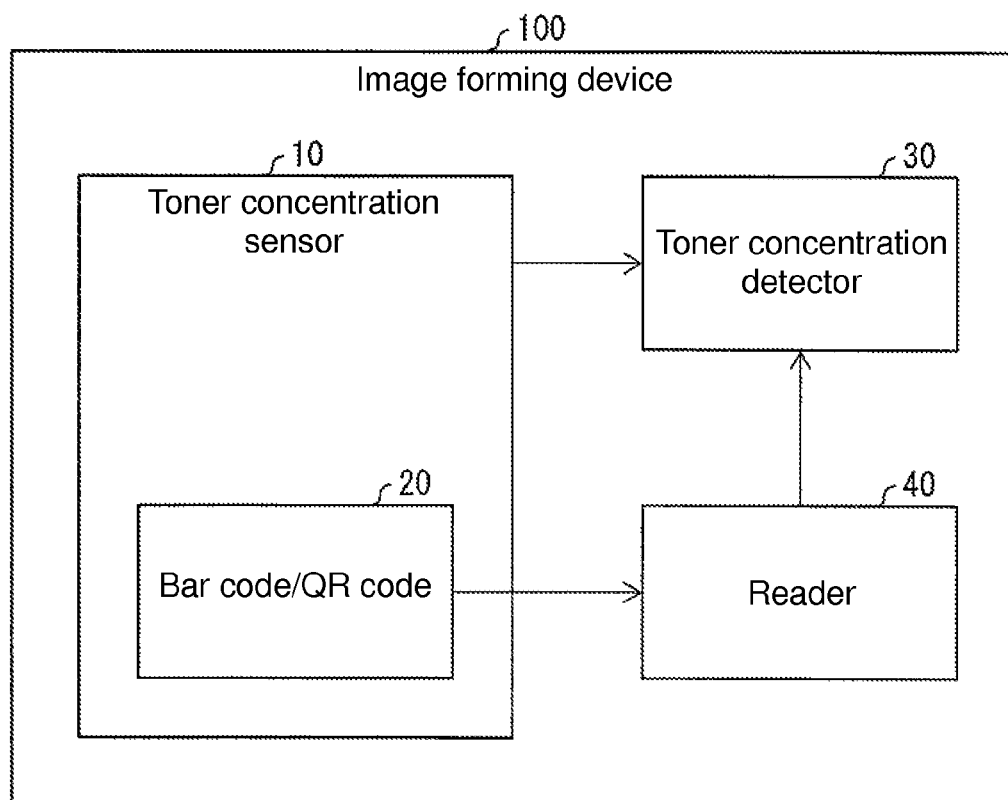 100
Image forming device
10
Toner concentration
sensor
30
Toner concentration
detector
20
Bar code/QR code
40
Reader